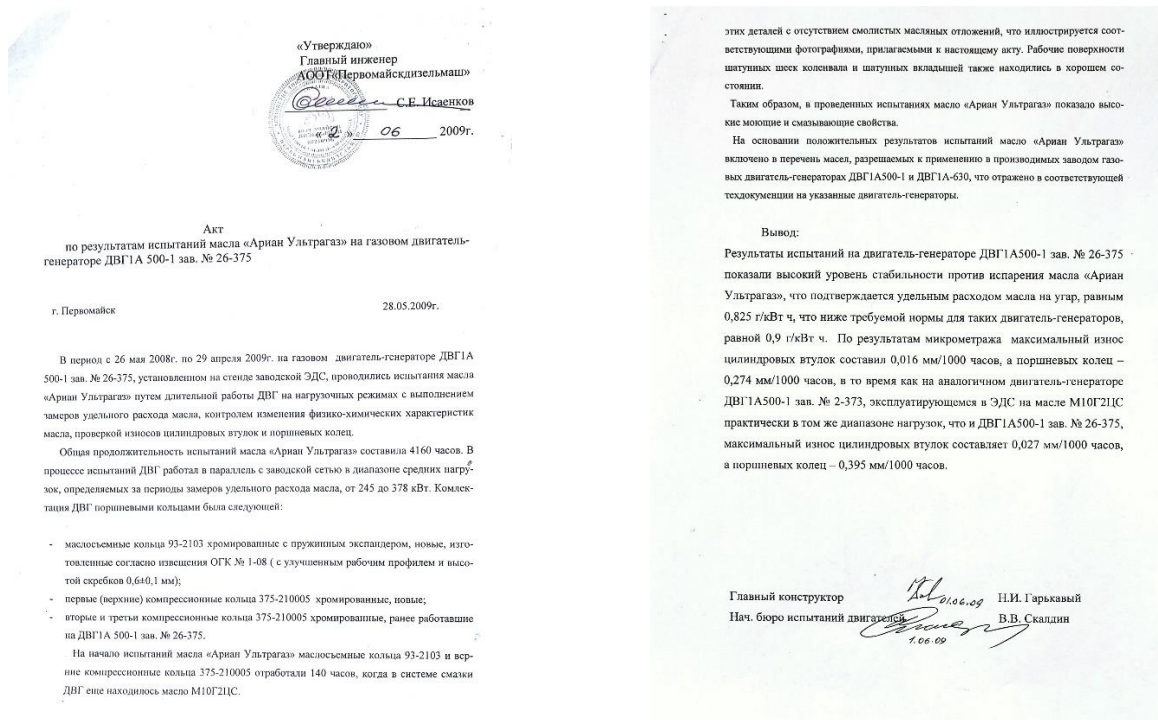 «Утверждаю»
Главный инженер
АООТ«Первомайскдизельмаш»
С.Е. Исаенков
«2» 06 2009г.
Акт
по результатам испытаний масла «Ариан Ультрагаз» на газовом двигатель-
генераторе ДВГ1А 500-1 зав. № 26-375
г. Первомайск 28.05.2009г.
В период с 26 мая 2008г. по 29 апреля 2009г. на газовом двигатель-генераторе ДВГ1А
500-1 зав. № 26-375, установленном на стенде заводской ЭДС, проводились испытания масла
«Ариан Ультрагаз» путем длительной работы ДВГ на нагрузочных режимах с выполнением
замеров удельного расхода масла, контролем изменения физико-химических характеристик
масла, проверкой износов цилиндровых втулок и поршневых колец.
Общая продолжительность испытаний масла «Ариан Ультрагаз» составила 4160 часов. В
процессе испытаний ДВГ работал в параллель с заводской сетью в диапазоне средних нагру-
зок, определяемых за периоды замеров удельного расхода масла, от 245 до 378 кВт. Комлек-
тация ДВГ поршневыми кольцами была следующей:
- маслосъемные кольца 93-2103 хромированные с пружинным экспандером, новые, изго-
товленные согласно извещения ОГК № 1-08 ( с улучшенным рабочим профилем и высо-
той скребков 0,6±0,1 мм);
- первые (верхние) компрессионные кольца 375-210005 хромированные, новые;
- вторые и третьи компрессионные кольца 375-210005 хромированные, ранее работавшие
на ДВГ1А 500-1 зав. № 26-375.
На начало испытаний масла «Ариан Ультрагаз» маслосъемные кольца 93-2103 и верх-
ние компрессионные кольца 375-210005 отработали 140 часов, когда в системе смазки
ДВГ еще находилось масло М10Г2ЦС.
этих деталей с отсутствием смолистых масляных отложений, что иллюстрируется соот-
ветствующими фотографиями, прилагаемыми к настоящему акту. Рабочие поверхности
шатунных шеек коленвала и шатунных вкладышей также находились в хорошем со-
стоянии.
Таким образом, в проведенных испытаниях масло «Ариан Ультрагаз» показало высо-
кие моющие и смазывающие свойства.
На основании положительных результатов испытаний масло «Ариан Ультрагаз»
включено в перечень масел, разрешаемых к применению в производимых заводом газо-
вых двигатель-генераторах ДВГ1А500-1 и ДВГ1А-630, что отражено в соответствующей
техдокуменции на указанные двигатель-генераторы.
Вывод:
Результаты испытаний на двигатель-генераторе ДВГ1А500-1 зав. № 26-375
показали высокий уровень стабильности против испарения масла «Ариан
Ультрагаз», что подтверждается удельным расходом масла на угар, равным
0,825 г/кВт ч, что ниже требуемой нормы для таких двигатель-генераторов,
равной 0,9 г/кВт ч. По результатам микрометража максимальный износ
цилиндровых втулок составил 0,016 мм/1000 часов, а поршневых колец –
0,274 мм/1000 часов, в то время как на аналогичном двигатель-генераторе
ДВГ1А500-1 зав. № 2-373, эксплуатирующемся в ЭДС на масле М10Г2ЦС
практически в том же диапазоне нагрузок, что и ДВГ1А500-1 зав. № 26-375,
максимальный износ цилиндровых втулок составляет 0,027 мм/1000 часов,
а поршневых колец – 0,395 мм/1000 часов.
Главный конструктор 01.06.09 Н.И. Гарькавый
Нач. бюро испытаний двигателей В.В. Скалдин
1.06.09